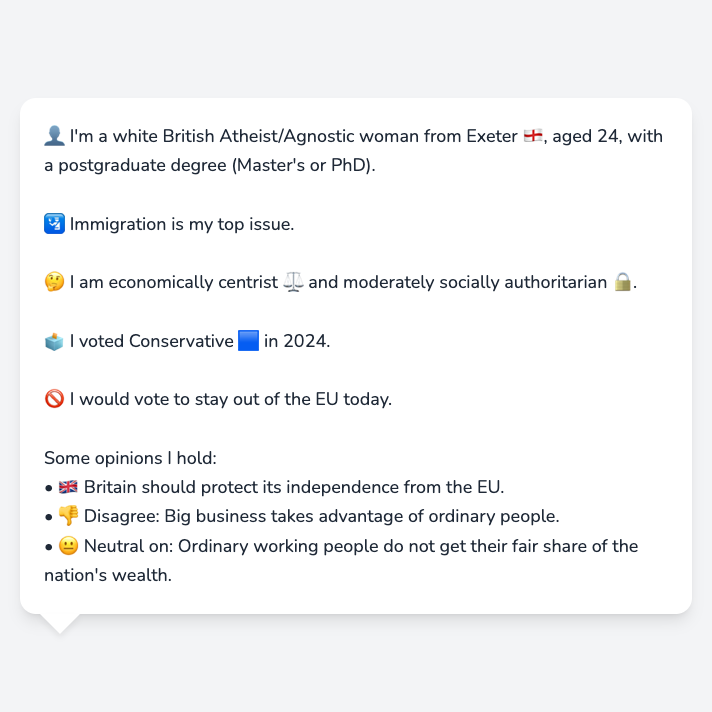 👤 I'm a white British Atheist/Agnostic woman from Exeter 🏴󠁧󠁢󠁥󠁮󠁧󠁿, aged 24, with
a postgraduate degree (Master's or PhD).
🛂 Immigration is my top issue.
🤔 I am economically centrist ⚖️ and moderately socially authoritarian 🔒.
🗳️ I voted Conservative 🟦 in 2024.
🚫 I would vote to stay out of the EU today.
Some opinions I hold:
• 🇬🇧 Britain should protect its independence from the EU.
• 👎 Disagree: Big business takes advantage of ordinary people.
• 😐 Neutral on: Ordinary working people do not get their fair share of the
nation's wealth.